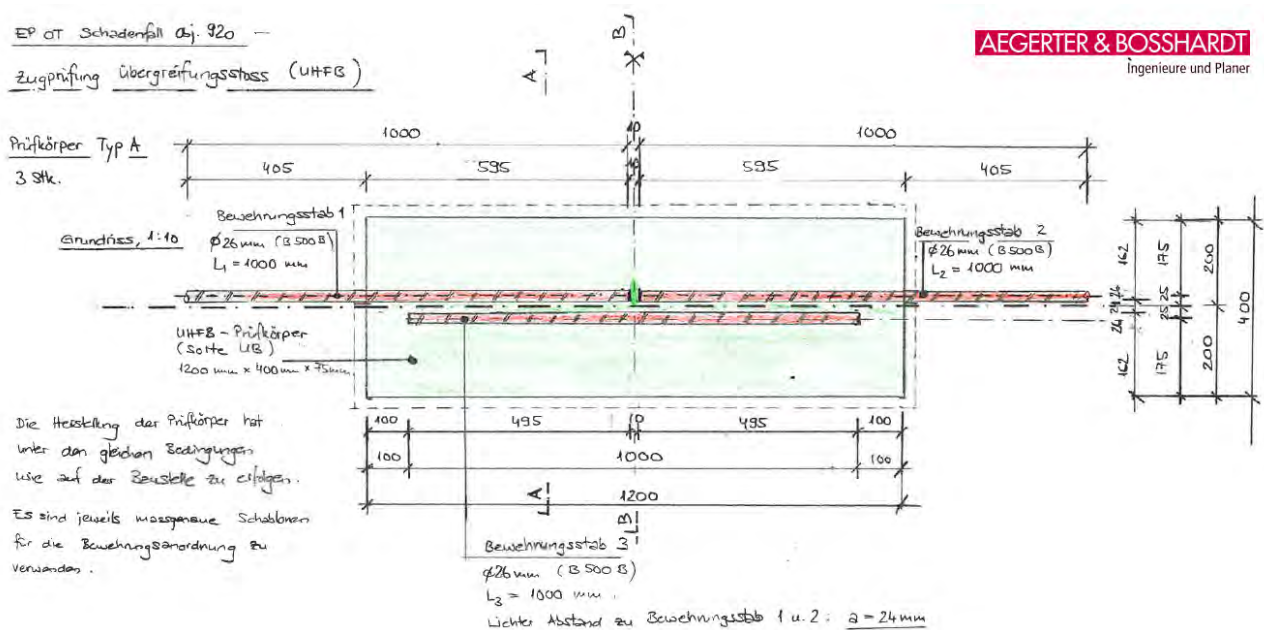 EP OT Schadenfall Obj. 920 -
Zugprüfung Übergreifungsstoss (UHFB)
AEGERTER & BOSSHARDT
Ingenieure und Planer
Prüfkörper Typ A
3 Stk.
A
B
1000
10
1000
405
595
10
595
405
Grundriss, 1:10
Bewehrungsstab 1
Ø26 mm (B500B)
L1 = 1000 mm
Bewehrungsstab 2
Ø26 mm (B500B)
L2 = 1000 mm
162
175
200
24
24
25
25
400
24
162
175
200
UHFB - Prüfkörper
(Sorte UB)
1200 mm × 400 mm × 75mm
100
495
10
495
100
100
1000
100
A
1200
B
Die Herstellung der Prüfkörper hat
unter den gleichen Bedingungen
wie auf der Baustelle zu erfolgen.
Es sind jeweils massgenaue Schablonen
für die Bewehrungsanordnung zu
verwenden.
Bewehrungsstab 3
Ø26 mm (B500B)
L3 = 1000 mm
Lichter Abstand zu Bewehrungsstab 1 u. 2: a = 24 mm